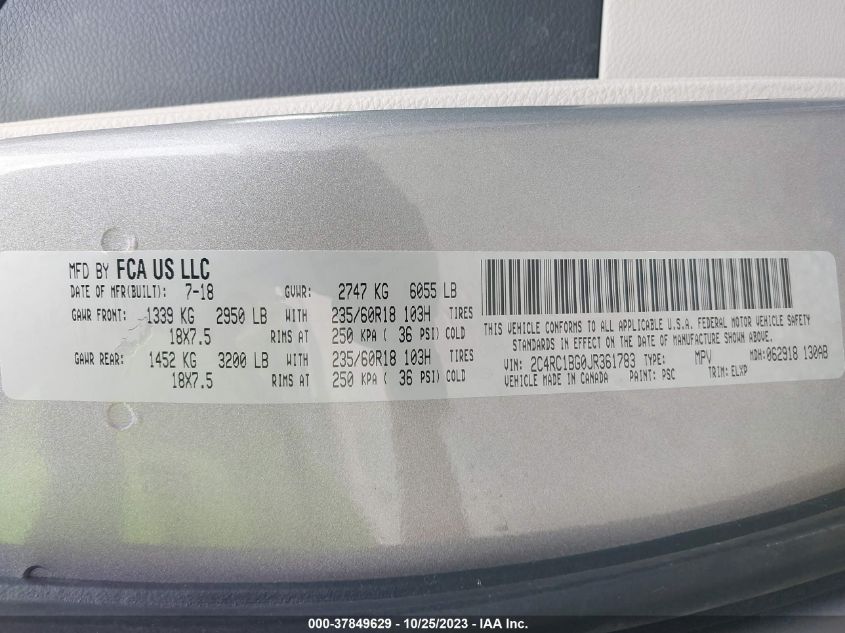 MFD BY FCA US LLC
DATE OF MFR(BUILT): 7-18 GVWR: 2747 KG 6055 LB
GAWR FRONT: 1339 KG 2950 LB WITH 235/60R18 103H TIRES
18X7.5 RIMS AT 250 KPA ( 36 PSI) COLD
GAWR REAR: 1452 KG 3200 LB WITH 235/60R18 103H TIRES
18X7.5 RIMS AT 250 KPA ( 36 PSI) COLD
THIS VEHICLE CONFORMS TO ALL APPLICABLE U.S.A. FEDERAL MOTOR VEHICLE SAFETY
STANDARDS IN EFFECT ON THE DATE OF MANUFACTURE SHOWN ABOVE.
VIN: 2C4RC1BG0JR361783 TYPE: MPV MDH: 062918 130AB
VEHICLE MADE IN CANADA PAINT: PSC TRIM: ELXP
000-37849629 - 10/25/2023 - IAA Inc.